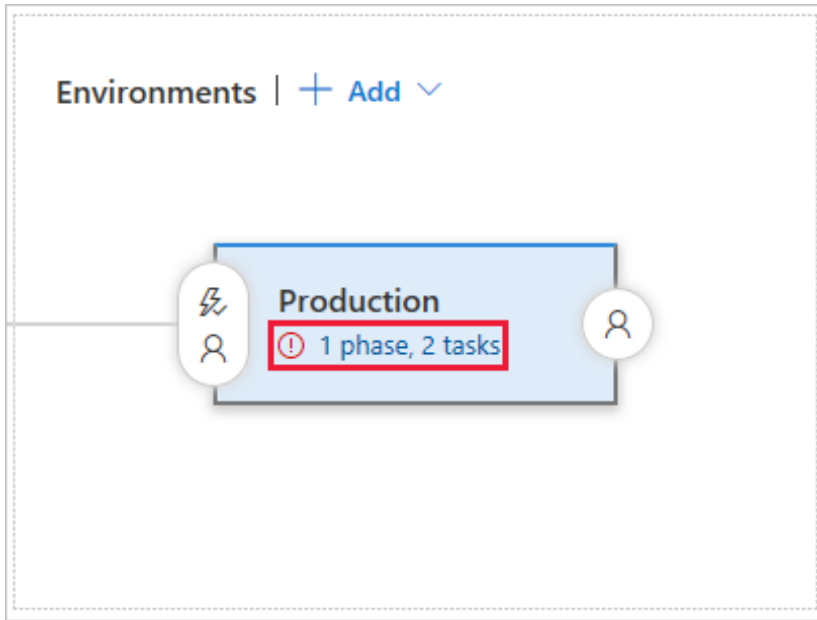 Environments | + Add
Production
1 phase, 2 tasks